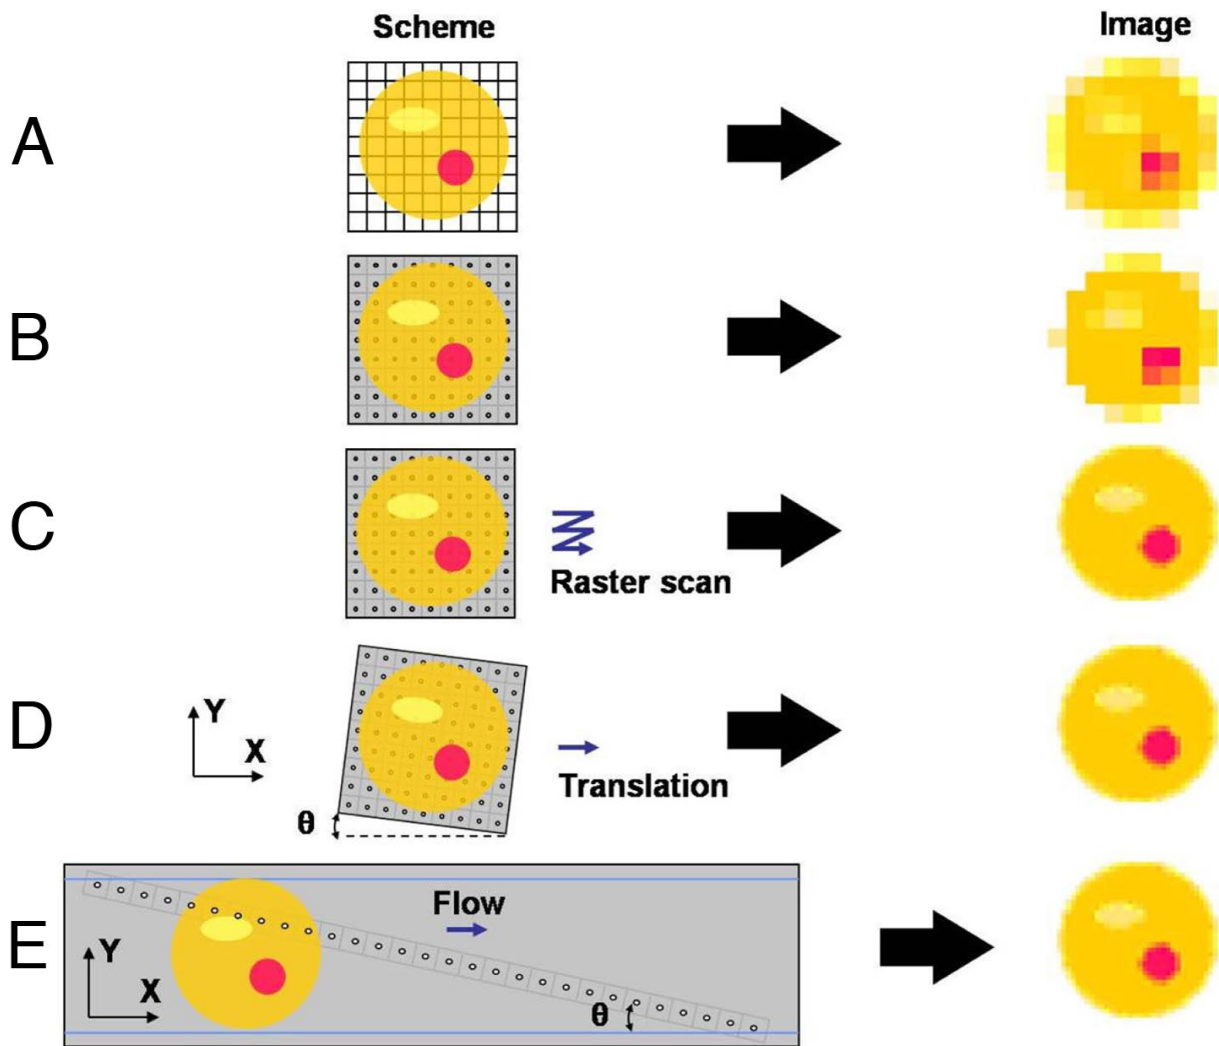 Scheme
Image
A
B
C
Raster scan
D
Y
X
θ
Translation
E
Flow
Y
X
θ